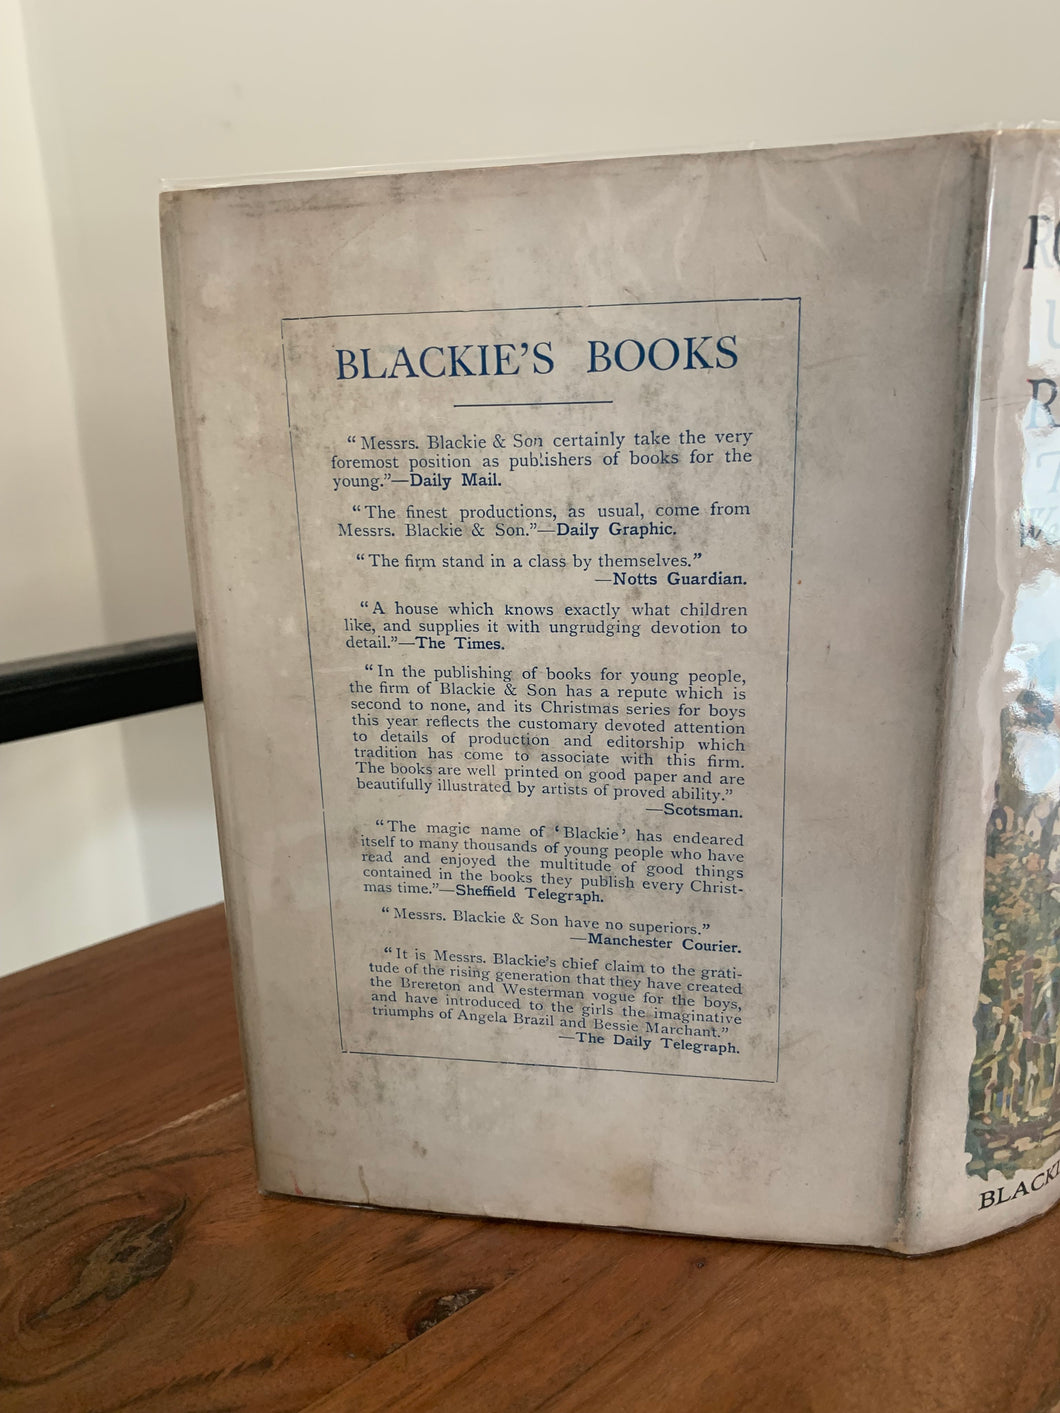 BLACKIE'S BOOKS
“Messrs. Blackie & Son certainly take the very
foremost position as publishers of books for the
young.”—Daily Mail.
“The finest productions, as usual, come from
Messrs. Blackie & Son.”—Daily Graphic.
“The firm stand in a class by themselves.”
—Notts Guardian.
“A house which knows exactly what children
like, and supplies it with ungrudging devotion to
detail.”—The Times.
“In the publishing of books for young people,
the firm of Blackie & Son has a repute which is
second to none, and its Christmas series for boys
this year reflects the customary devoted attention
to details of production and editorship which
tradition has come to associate with this firm.
The books are well printed on good paper and are
beautifully illustrated by artists of proved ability.”
—Scotsman.
“The magic name of ‘Blackie’ has endeared
itself to many thousands of young people who have
read and enjoyed the multitude of good things
contained in the books they publish every Christ-
mas time.”—Sheffield Telegraph.
“Messrs. Blackie & Son have no superiors.”
—Manchester Courier.
“It is Messrs. Blackie's chief claim to the grati-
tude of the rising generation that they have created
the Brereton and Westerman vogue for the boys,
and have introduced to the girls the imaginative
triumphs of Angela Brazil and Bessie Marchant.”
—The Daily Telegraph.